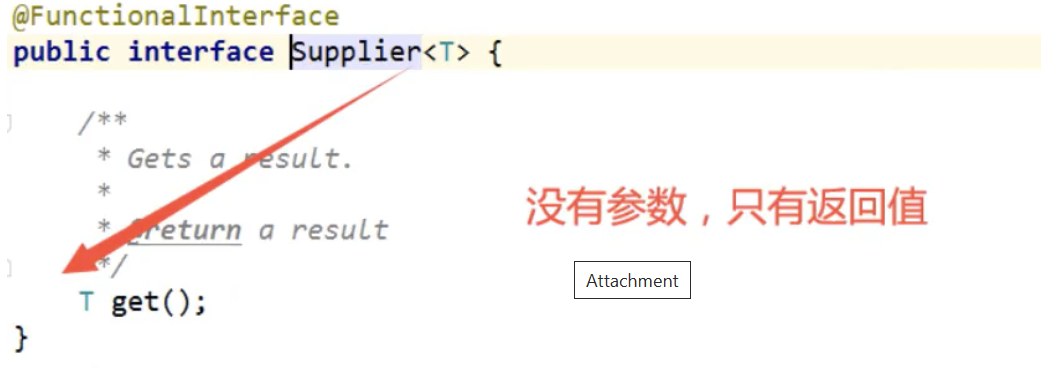 @FunctionalInterface
public interface Supplier<T> {
/**
* Gets a result.
*
* @return a result
*/
没有参数，只有返回值
Attachment
T get();
}